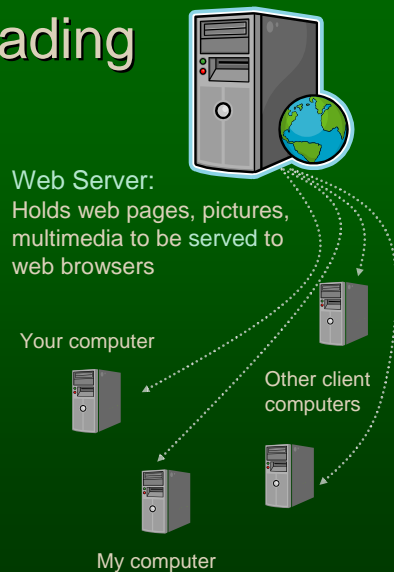 ading
Web Server:
Holds web pages, pictures,
multimedia to be served to
web browsers
Your computer
Other client
computers
My computer